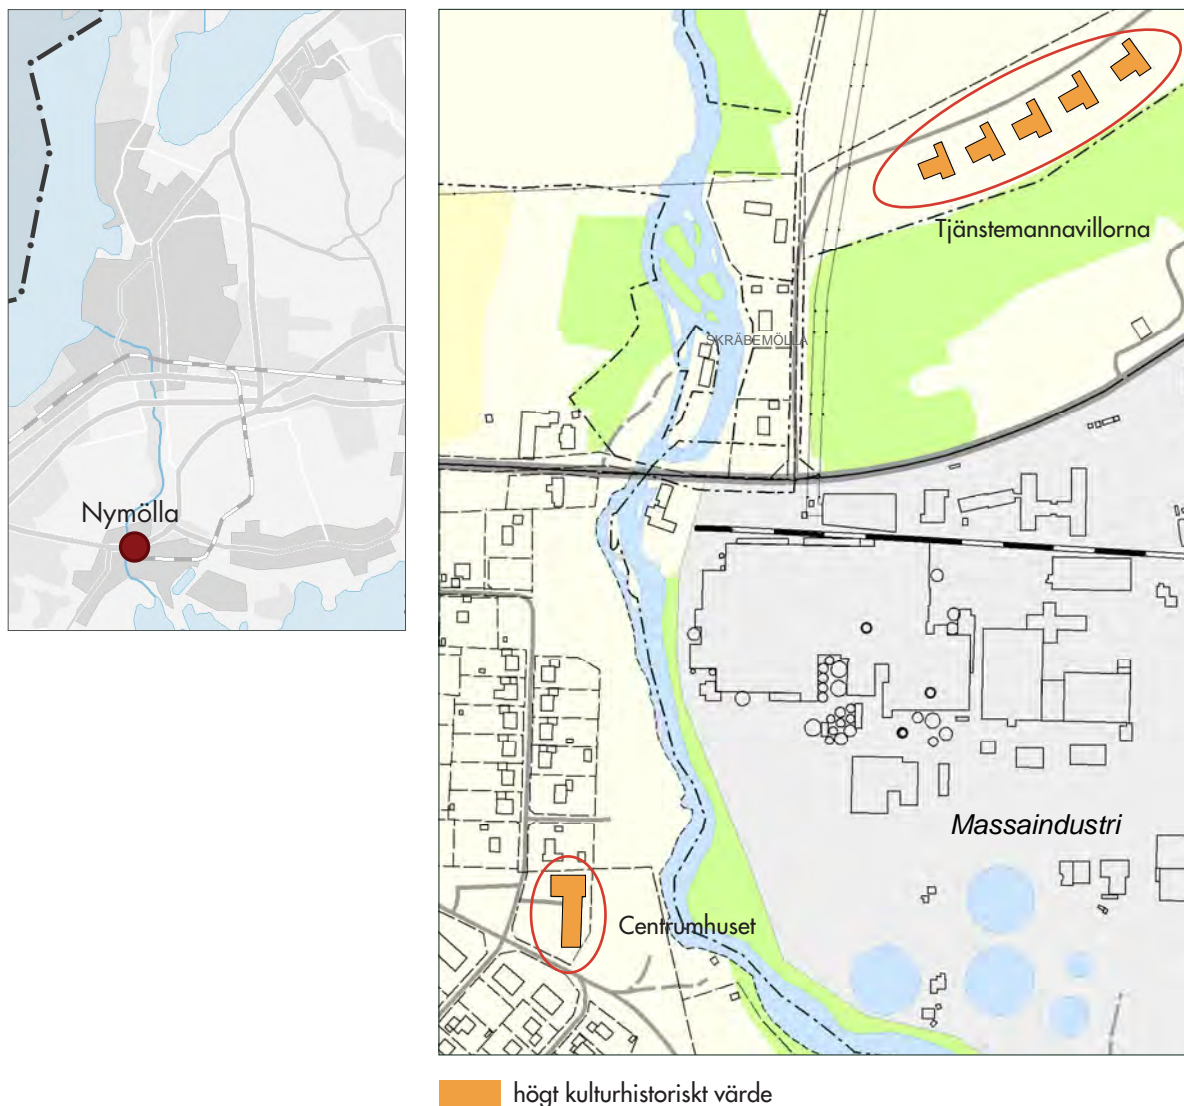 Nymölla
Tjänstemannavillorna
SKRÄBEMÖLLA
Massaindustri
Centrumhuset
högt kulturhistoriskt värde